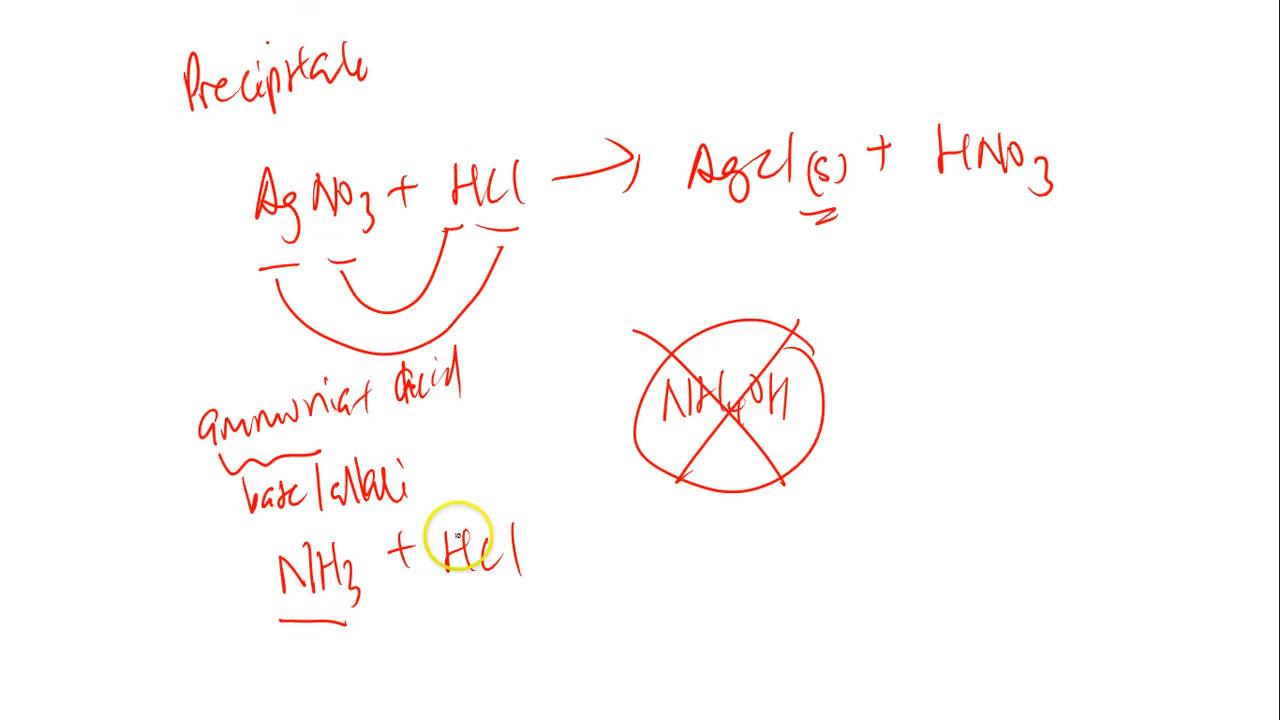 Precipitate
AgNO3 + HCl → AgCl(s) + HNO3
ammonia + acid
NH4OH
base/alkali
NH3 + HCl